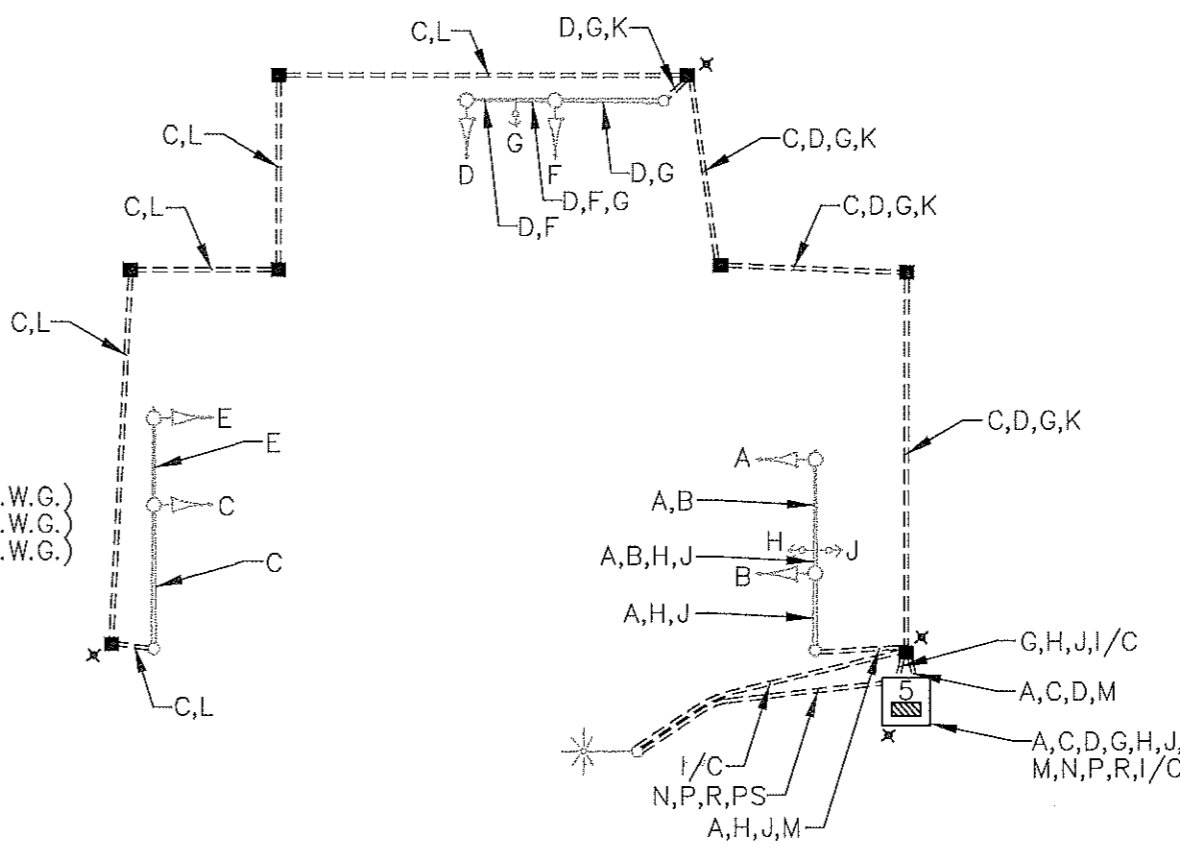 C,L
D,G,K
C,L
C,D,G,K
D
G
F
D,G
D,F,G
D,F
C,L
C,D,G,K
C,L
E
E
C,D,G,K
A
.W.G.)
.W.G.)
.W.G.)
C
A,B
H
J
A,B,H,J
B
C
A,H,J
G,H,J,I/C
5
A,C,D,M
C,L
A,C,D,G,H,J,
M,N,P,R,I/C
I/C
N,P,R,PS
A,H,J,M